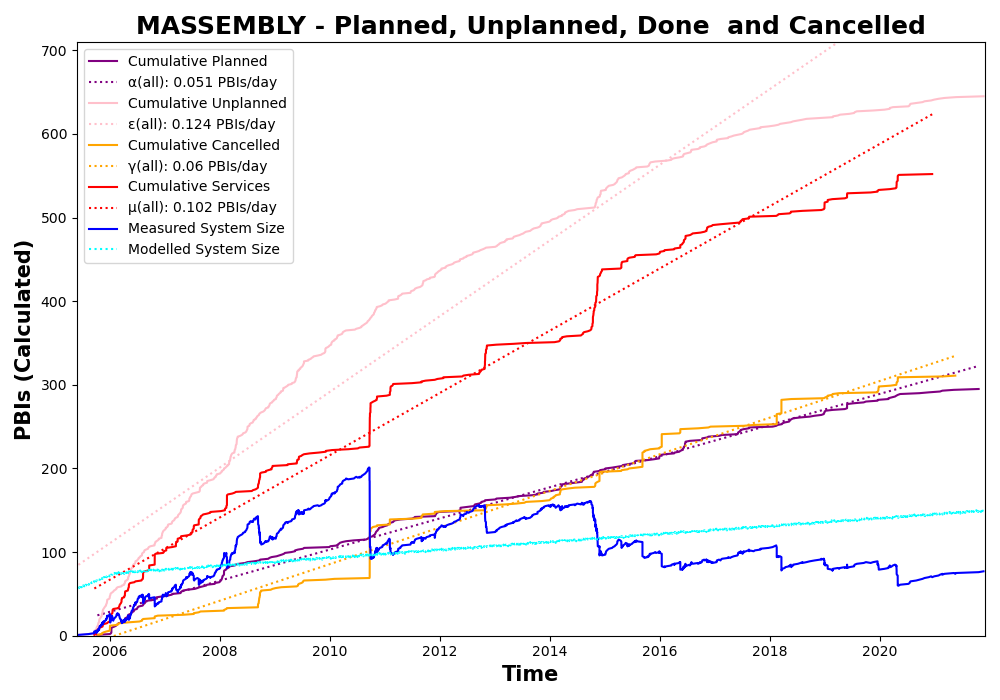 MASSEMBLY - Planned, Unplanned, Done  and Cancelled
Cumulative Planned
α(all): 0.051 PBIs/day
Cumulative Unplanned
ε(all): 0.124 PBIs/day
Cumulative Cancelled
γ(all): 0.06 PBIs/day
Cumulative Services
μ(all): 0.102 PBIs/day
Measured System Size
Modelled System Size
PBIs (Calculated)
700
600
500
400
300
200
100
0
2006 2008 2010 2012 2014 2016 2018 2020
Time